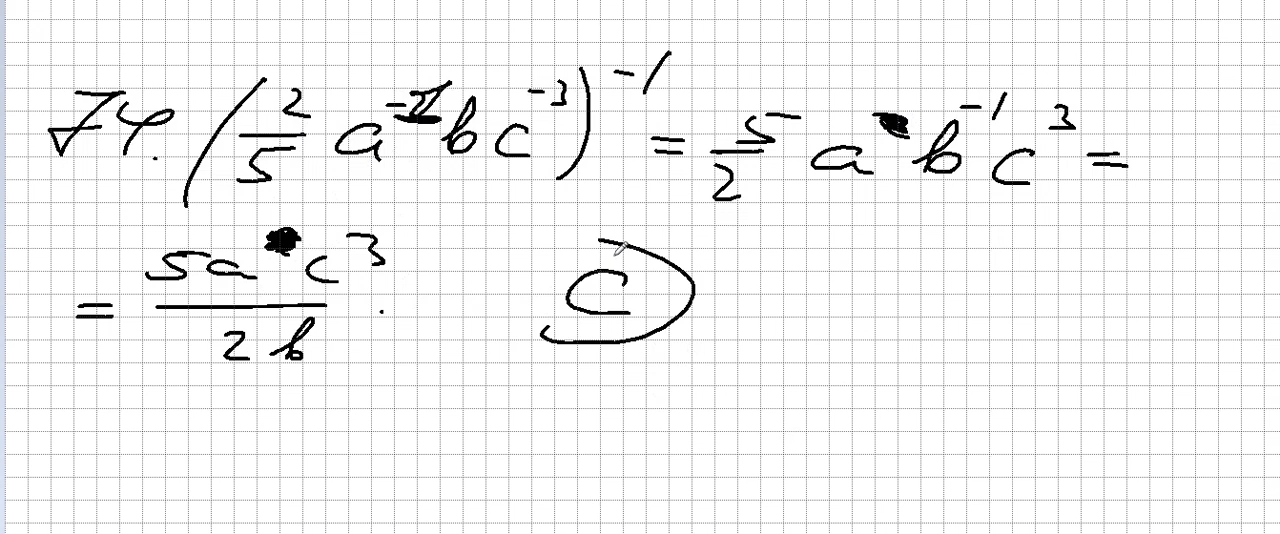 74. (2/5 a b c^-3)^-1 = 5/2 a b^-1 c^3 =
= 5a c^3 / 2b .
C